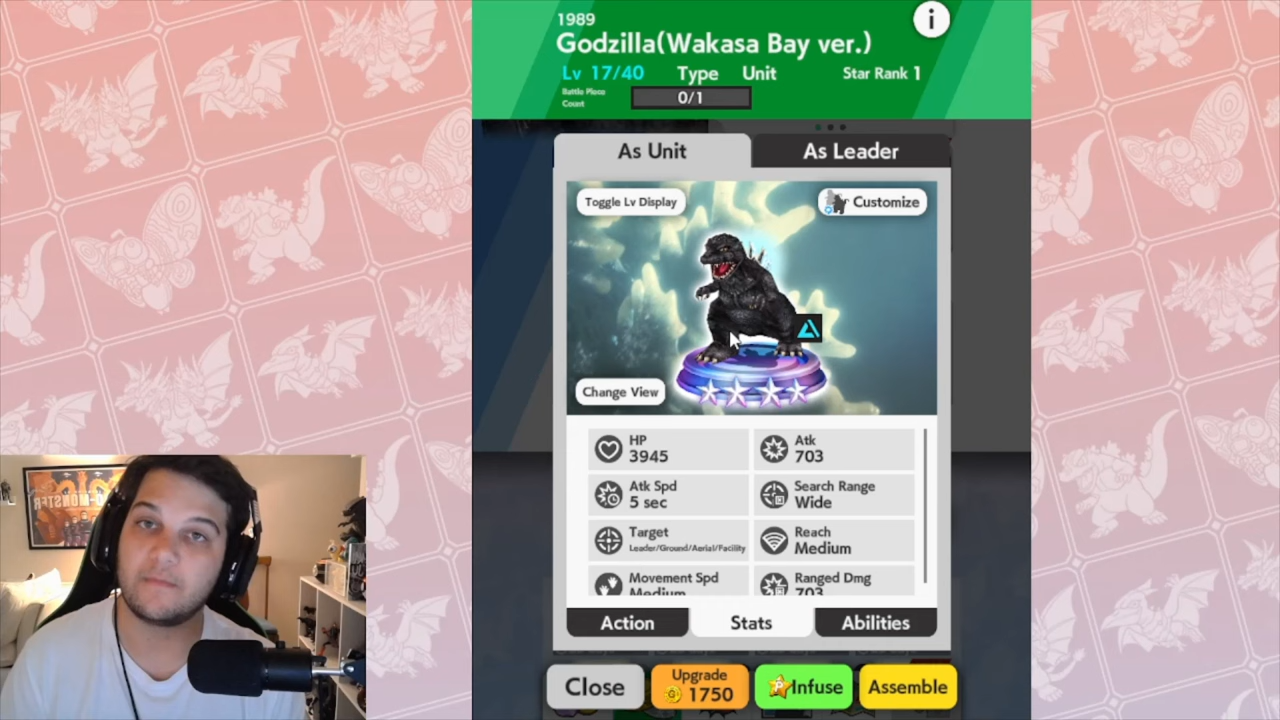 1989
Godzilla(Wakasa Bay ver.)
Lv 17/40 Type Unit Star Rank 1
Battle Piece Count 0/1
As Unit As Leader
Toggle Lv Display Customize
Change View
HP Atk
3945 703
Atk Spd Search Range
5 sec Wide
Target Reach
Leader/Ground/Aerial/Facility Medium
Movement Spd Ranged Dmg
Medium 703
Action Stats Abilities
Close Upgrade 1750 Infuse Assemble